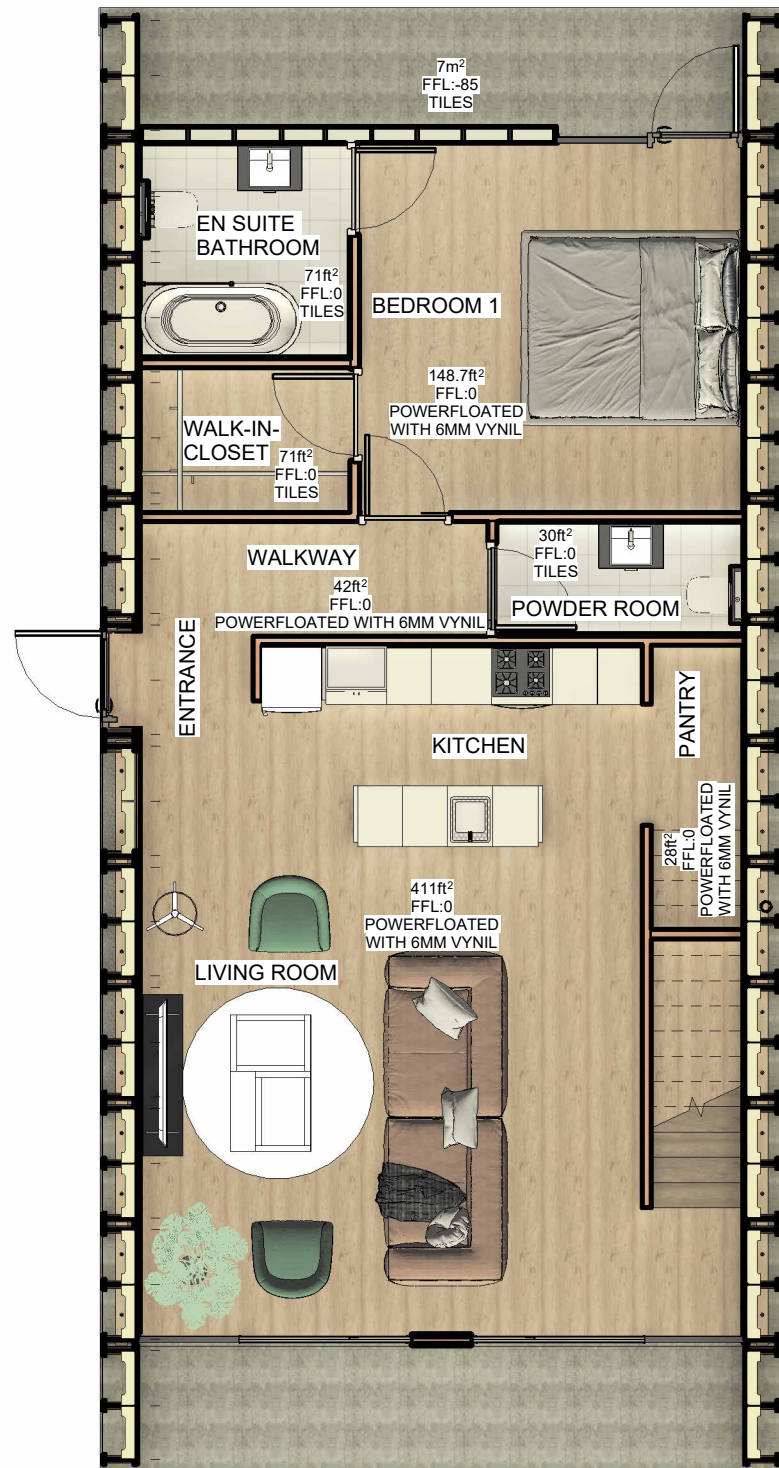 7m²
FFL:-85
TILES
EN SUITE
BATHROOM
71ft²
FFL:0
TILES
BEDROOM 1
148.7ft²
FFL:0
POWERFLOATED
WITH 6MM VYNIL
WALK-IN-
CLOSET
71ft²
FFL:0
TILES
WALKWAY
42ft²
FFL:0
POWERFLOATED WITH 6MM VYNIL
30ft²
FFL:0
TILES
POWDER ROOM
ENTRANCE
KITCHEN
PANTRY
28ft²
FFL:0
POWERFLOATED
WITH 6MM VYNIL
411ft²
FFL:0
POWERFLOATED
WITH 6MM VYNIL
LIVING ROOM